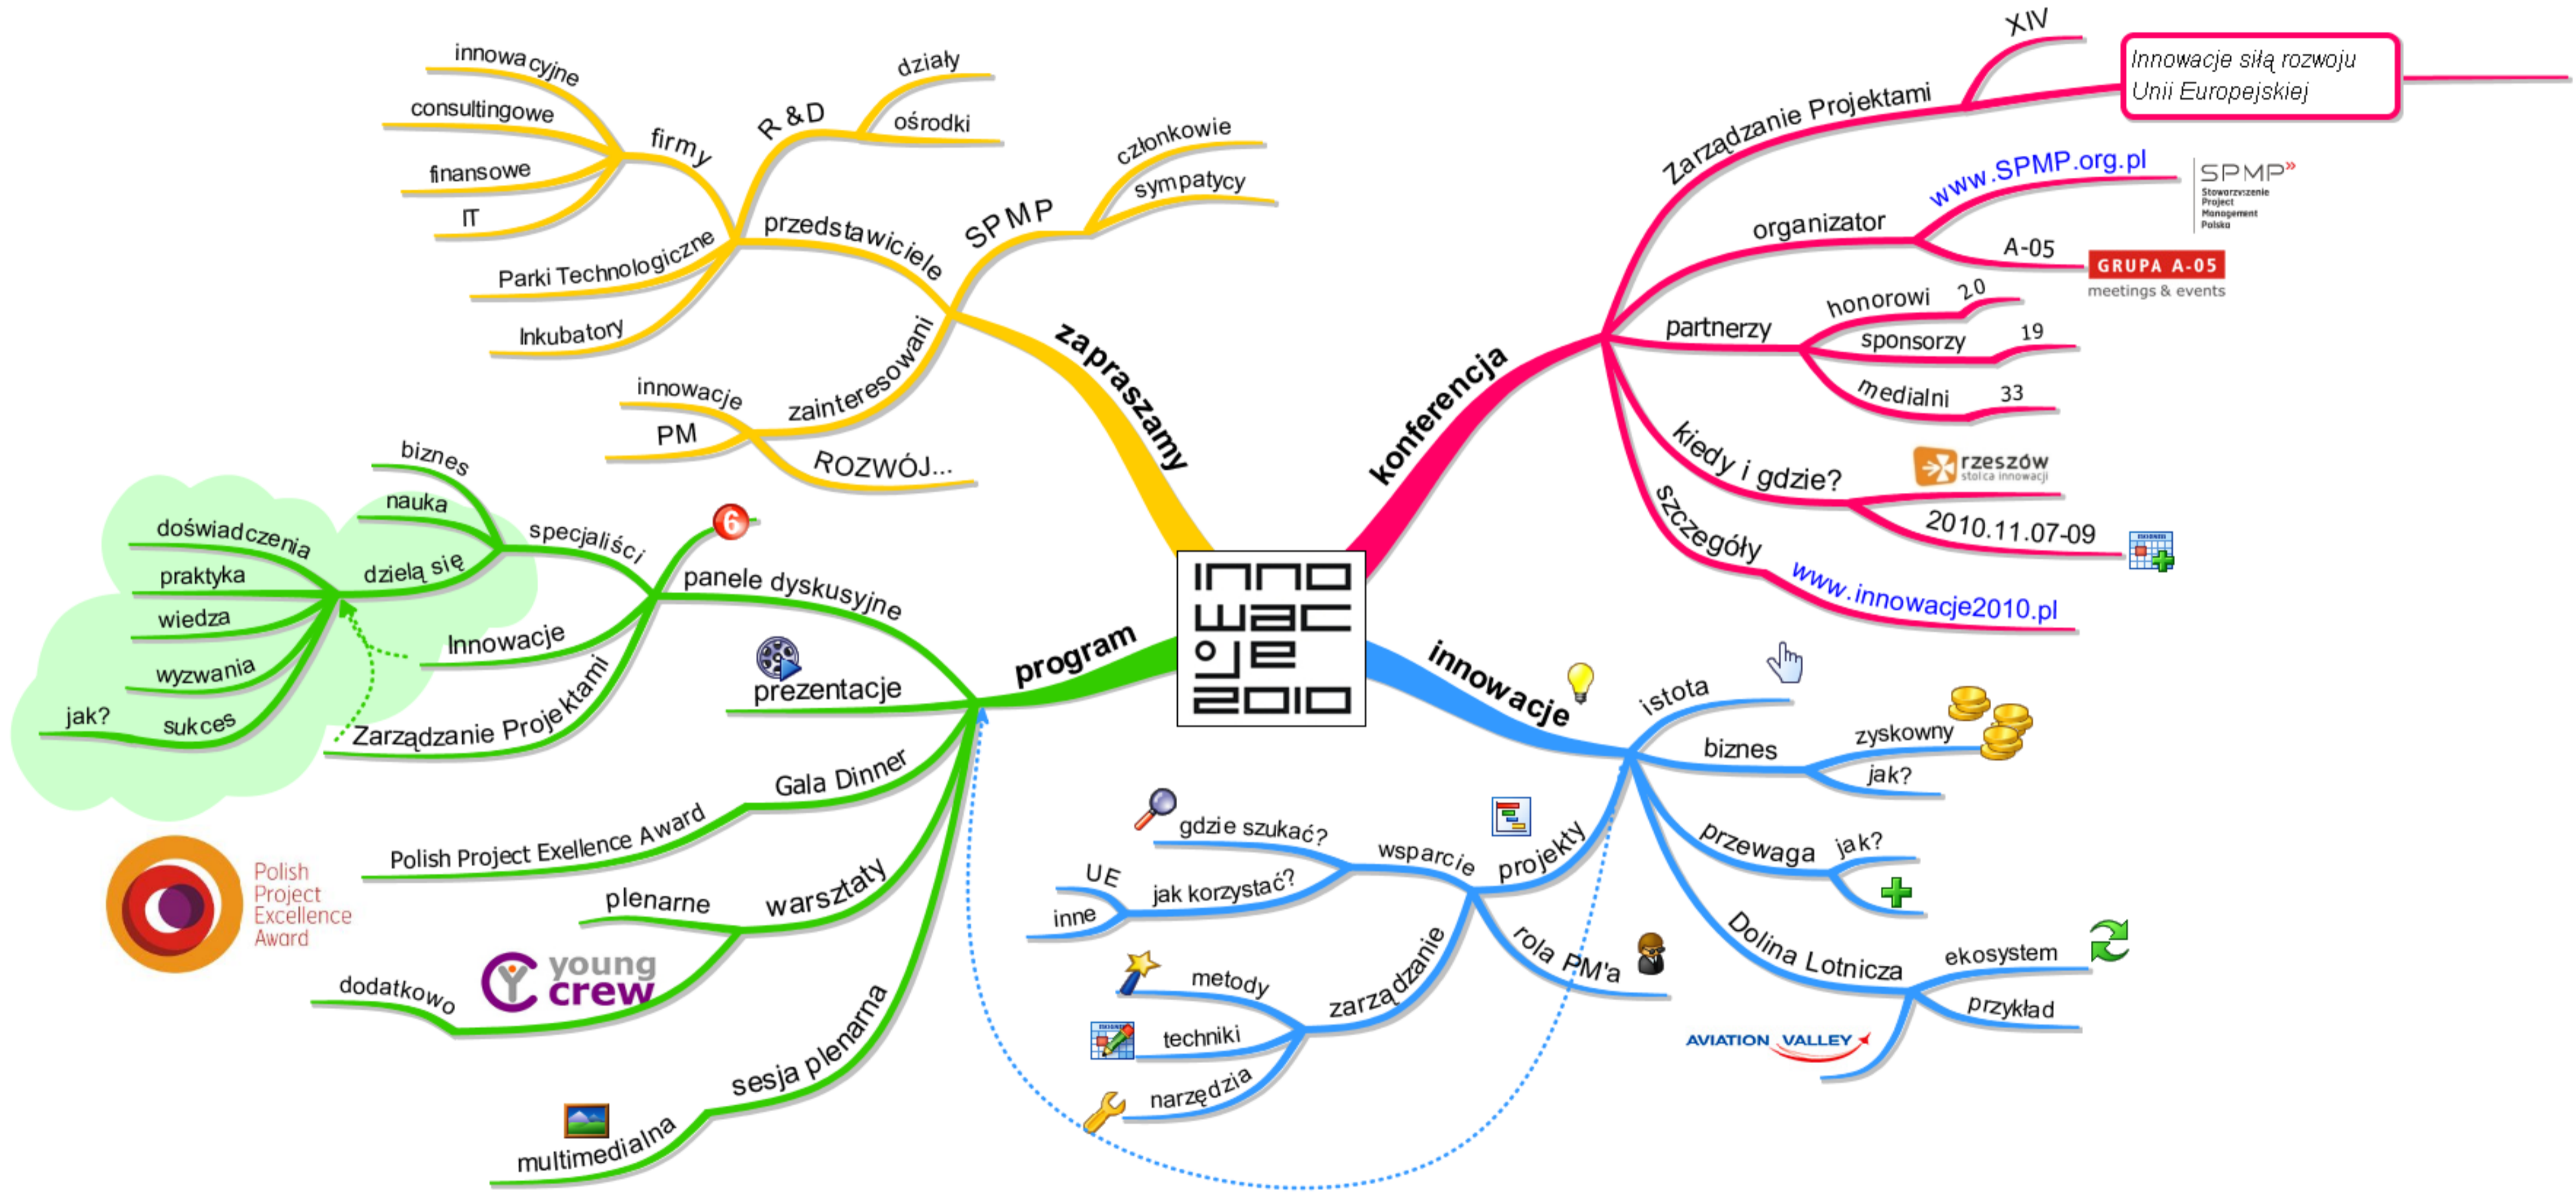 INNO
WAC
JE
2010
konferencja
Zarządzanie Projektami
XIV
Innowacje siłą rozwoju
Unii Europejskiej
organizator
www.SPMP.org.pl
SPMP»
Stowarzyszenie
Project
Management
Polska
A-05
GRUPA A-05
meetings & events
partnerzy
honorowi
20
sponsorzy
19
medialni
33
kiedy i gdzie?
rzeszów
stolica innowacji
2010.11.07-09
szczegóły
www.innowacje2010.pl
innowacje
istota
biznes
zyskowny
jak?
przewaga
jak?
Dolina Lotnicza
ekosystem
przykład
AVIATION VALLEY
projekty
wsparcie
gdzie szukać?
jak korzystać?
UE
inne
rola PM'a
zarządzanie
metody
techniki
narzędzia
program
panele dyskusyjne
6
specjaliści
biznes
nauka
dzielą się
doświadczenia
praktyka
wiedza
wyzwania
sukces
jak?
Innowacje
Zarządzanie Projektami
prezentacje
Gala Dinner
Polish Project Exellence Award
Polish
Project
Excellence
Award
warsztaty
plenarne
young
crew
dodatkowo
sesja plenarna
multimedialna
zapraszamy
przedstawiciele
firmy
innowacyjne
consultingowe
finansowe
IT
R &D
działy
ośrodki
Parki Technologiczne
Inkubatory
SPMP
członkowie
sympatycy
zainteresowani
innowacje
PM
ROZWÓJ...